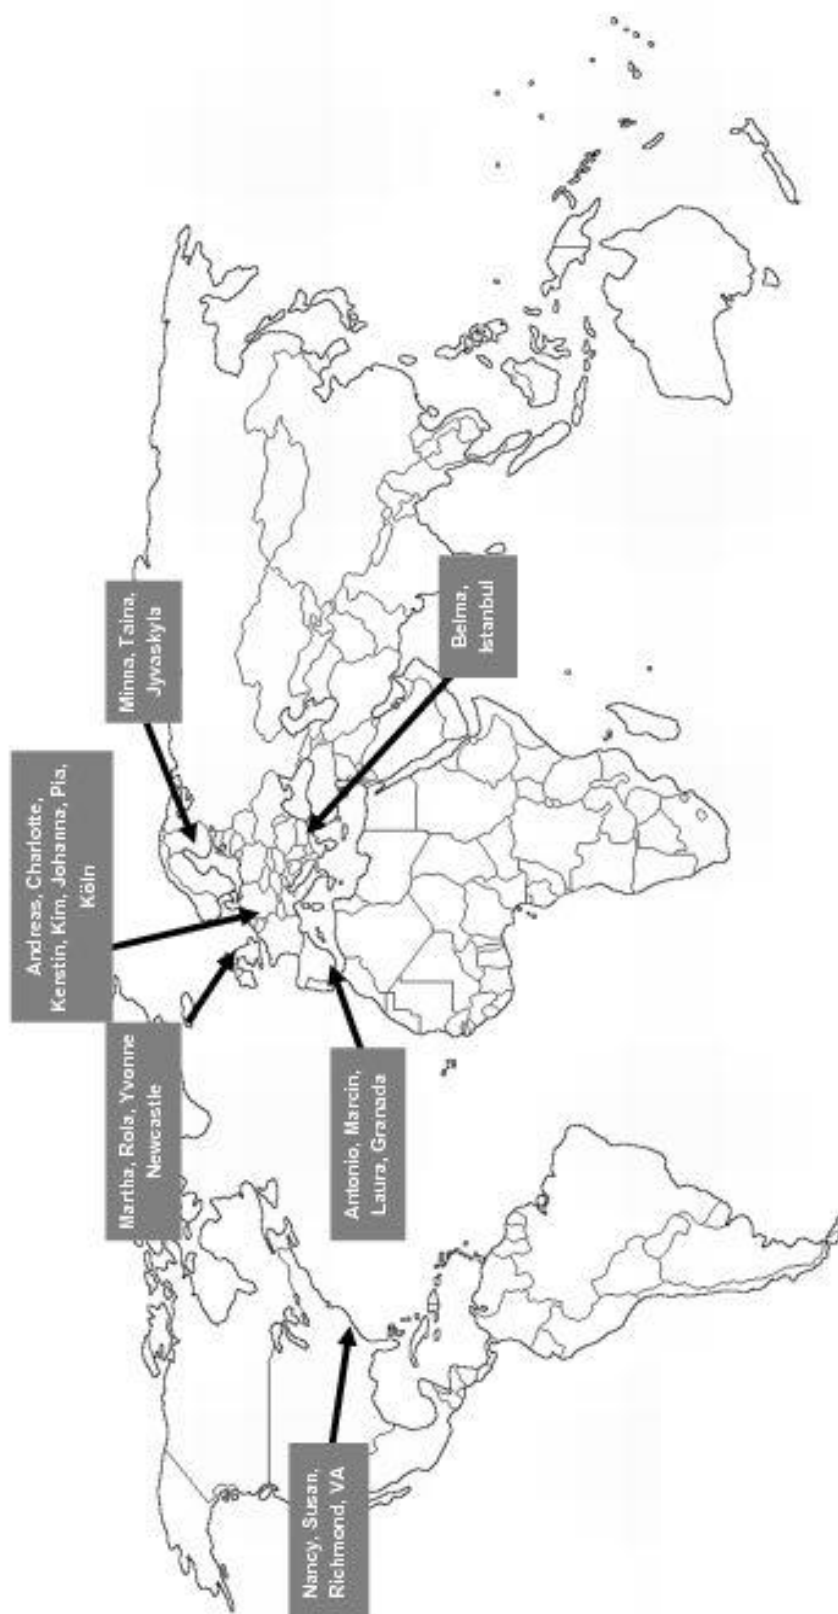 Andreas, Charlotte,
Kerstin, Kim, Johanna, Pia,
Köln
Minna, Taina,
Jyvaskyla
Martha, Rola, Yvonne
Newcastle
Nancy, Susan,
Richmond, VA
Antonio, Marcin,
Laura, Granada
Belma,
Istanbul